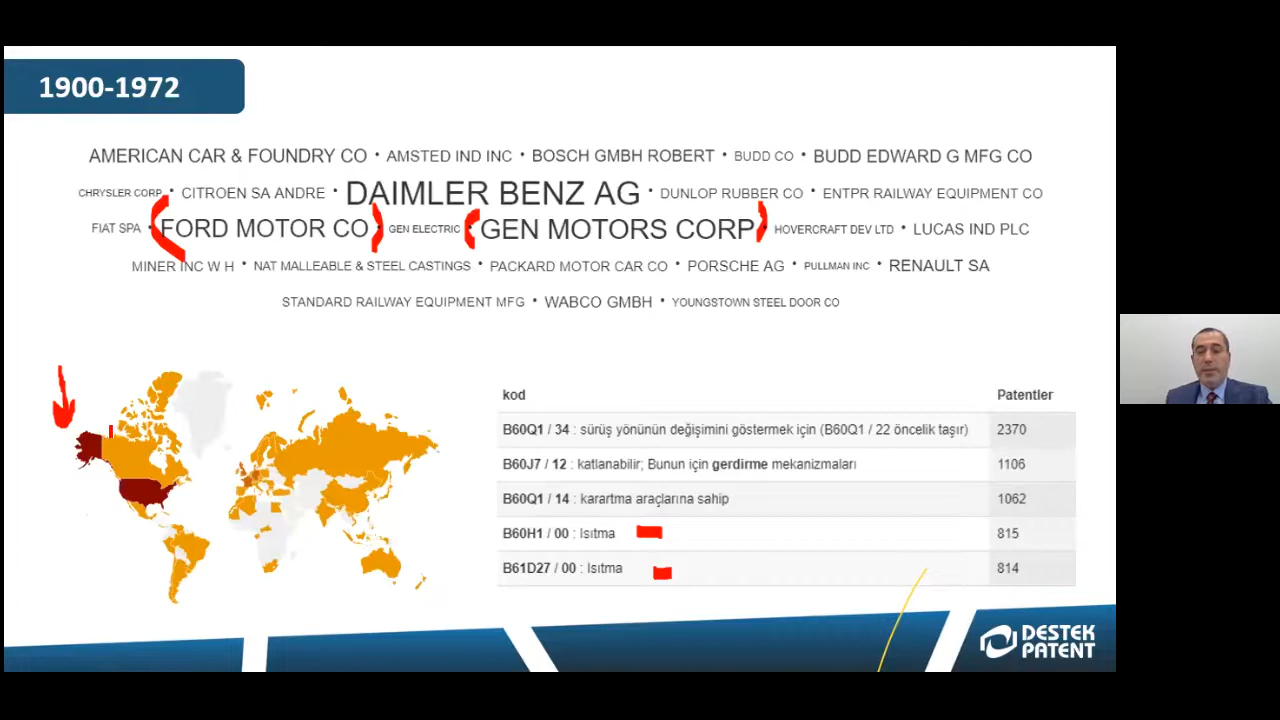 1900-1972
AMERICAN CAR & FOUNDRY CO • AMSTED IND INC • BOSCH GMBH ROBERT • BUDD CO • BUDD EDWARD G MFG CO
CHRYSLER CORP • CITROEN SA ANDRE • DAIMLER BENZ AG • DUNLOP RUBBER CO • ENTPR RAILWAY EQUIPMENT CO
FIAT SPA • FORD MOTOR CO • GEN ELECTRIC • GEN MOTORS CORP • HOVERCRAFT DEV LTD • LUCAS IND PLC
MINER INC W H • NAT MALLEABLE & STEEL CASTINGS • PACKARD MOTOR CAR CO • PORSCHE AG • PULLMAN INC • RENAULT SA
STANDARD RAILWAY EQUIPMENT MFG • WABCO GMBH • YOUNGSTOWN STEEL DOOR CO
kod Patentler
B60Q1 / 34 : sürüş yönünün değişimini göstermek için (B60Q1 / 22 öncelik taşır) 2370
B60J7 / 12 : katlanabilir; Bunun için gerdirme mekanizmaları 1106
B60Q1 / 14 : karartma araçlarına sahip 1062
B60H1 / 00 : Isıtma 815
B61D27 / 00 : Isıtma 814
DESTEK
PATENT